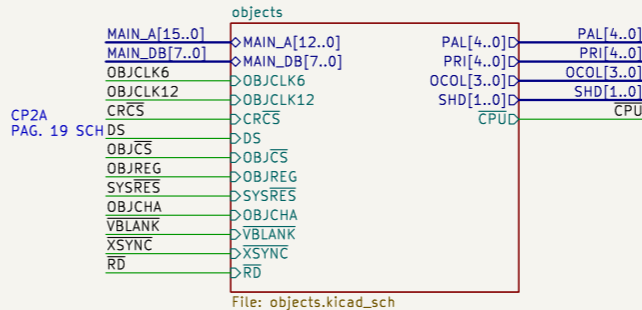 objects
MAIN_A[15..0] MAIN_A[12..0] PAL[4..0] PAL[4..0]
MAIN_DB[7..0] MAIN_DB[7..0] PRI[4..0] PRI[4..0]
OBJCLK6 OBJCLK6 OCOL[3..0] OCOL[3..0]
OBJCLK12 OBJCLK12 SHD[1..0] SHD[1..0]
CRCS CRCS CPU CPU
CP2A
PAG. 19 SCH
DS DS
OBJCS OBJCS
OBJREG OBJREG
SYSRES SYSRES
OBJCHA OBJCHA
VBLANK VBLANK
XSYNC XSYNC
RD RD
File: objects.kicad_sch